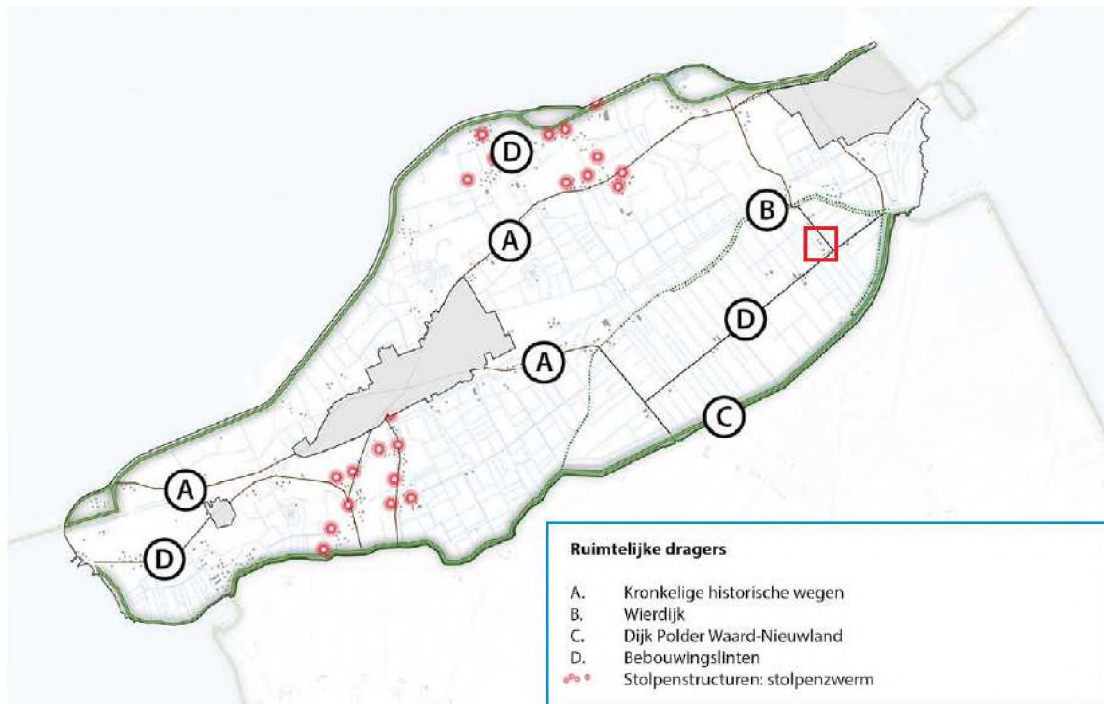 D
B
A
D
A
C
A
D
Ruimtelijke dragers
A. Kronkelige historische wegen
B. Wierdijk
C. Dijk Polder Waard-Nieuwland
D. Bebouwingslinten
Stolpenstructuren: stolpenzwerm